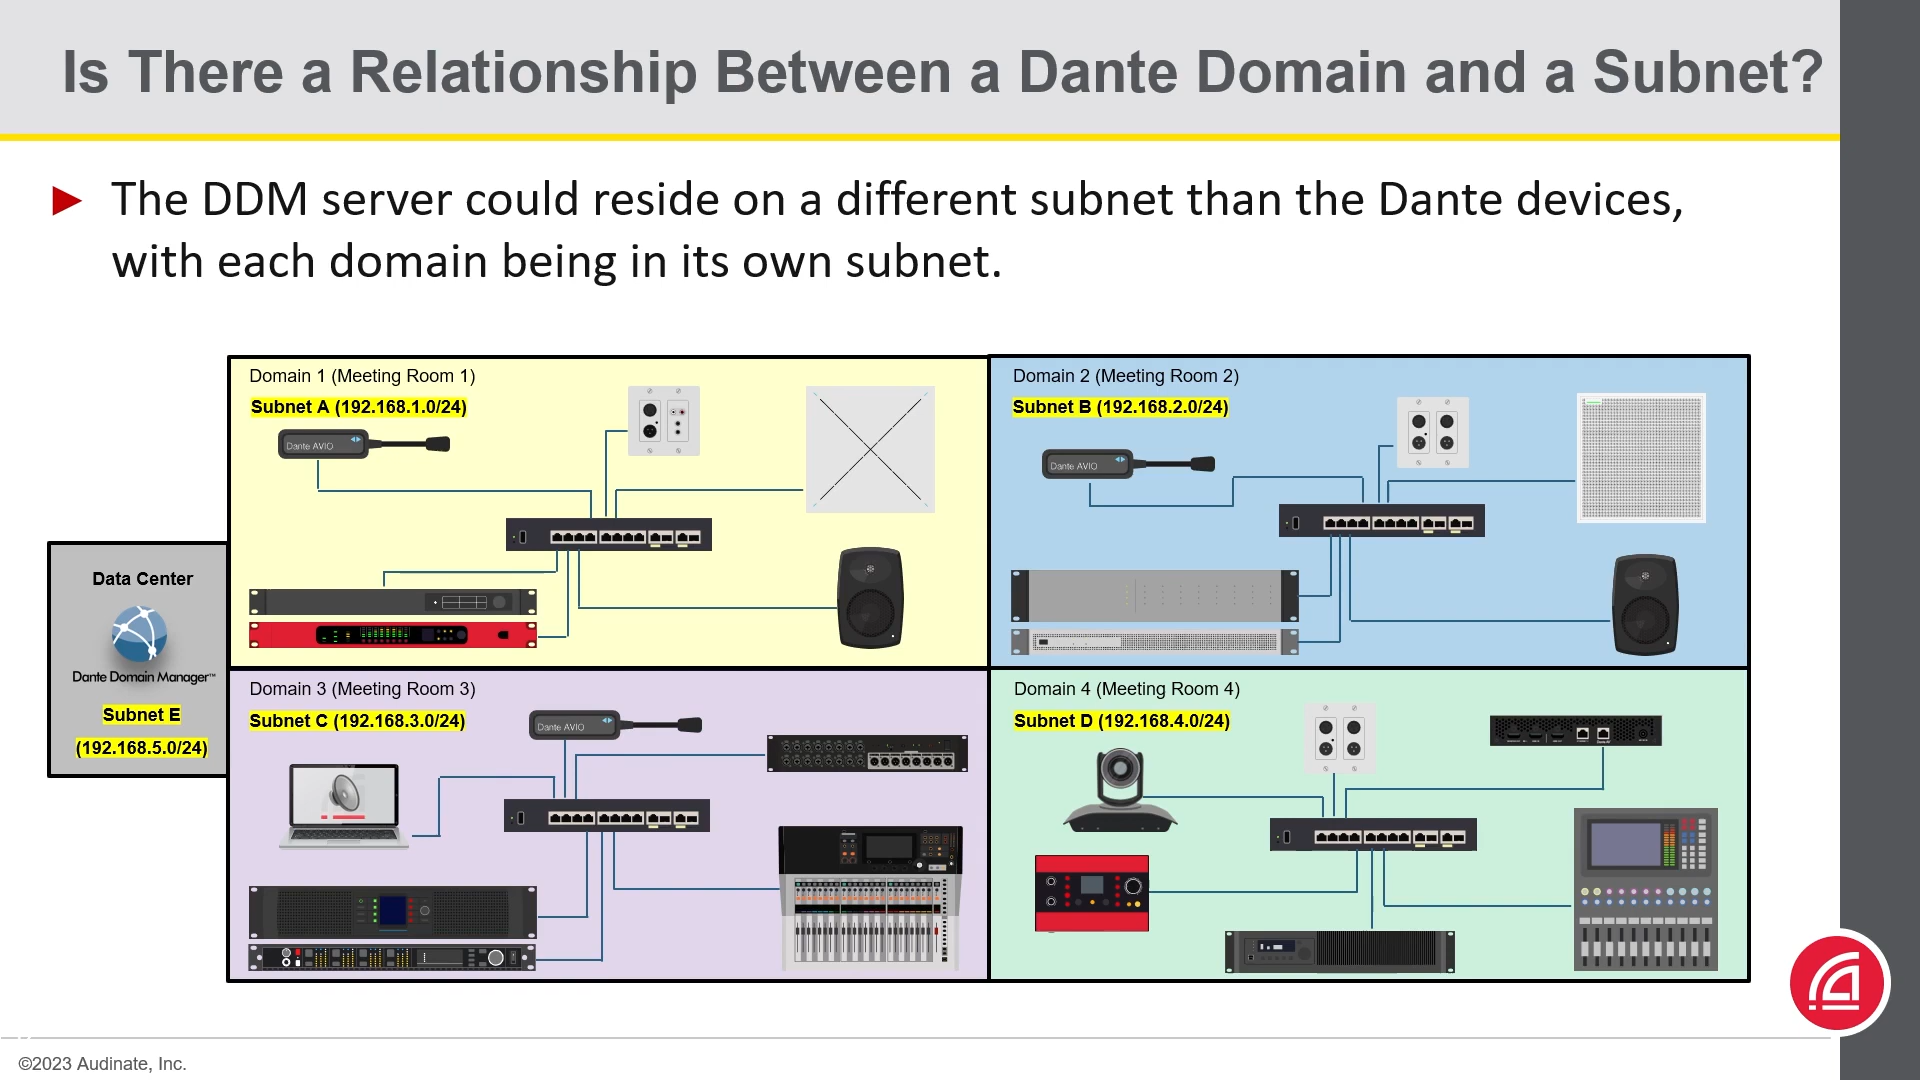 Is There a Relationship Between a Dante Domain and a Subnet?
► The DDM server could reside on a different subnet than the Dante devices,
with each domain being in its own subnet.
Domain 1 (Meeting Room 1)
Subnet A (192.168.1.0/24)
Dante AVIO
Domain 2 (Meeting Room 2)
Subnet B (192.168.2.0/24)
Dante AVIO
Data Center
Dante Domain Manager™
Subnet E
(192.168.5.0/24)
Domain 3 (Meeting Room 3)
Subnet C (192.168.3.0/24)
Dante AVIO
Domain 4 (Meeting Room 4)
Subnet D (192.168.4.0/24)
©2023 Audinate, Inc.